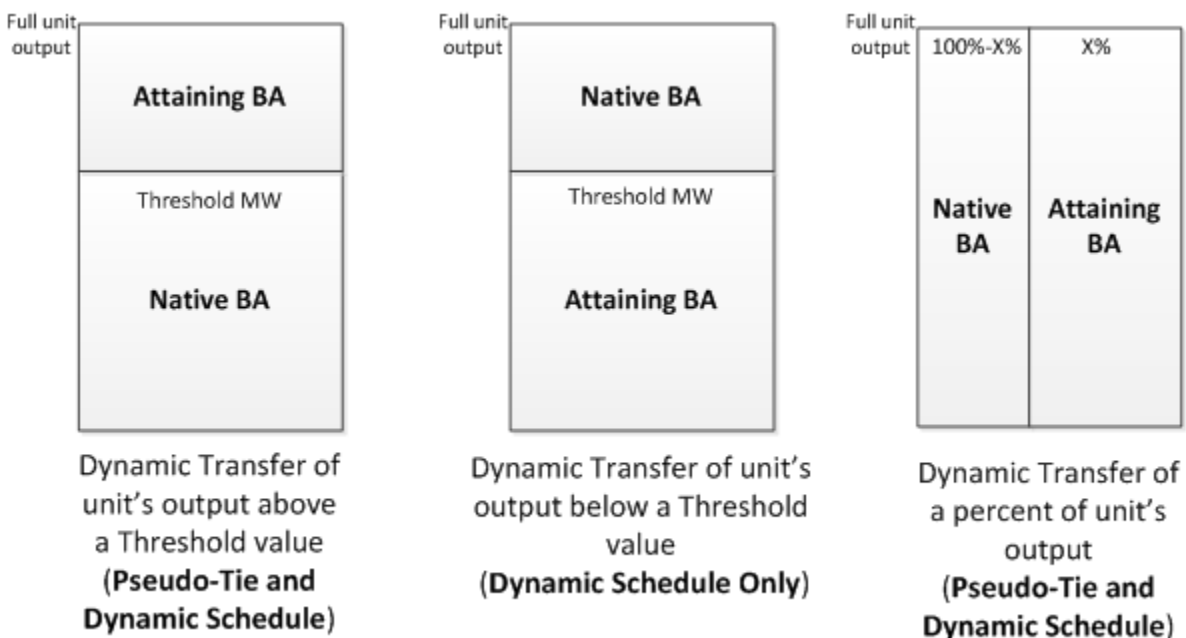 Full unit
output
Attaining BA
Threshold MW
Native BA
Dynamic Transfer of
unit's output above
a Threshold value
(Pseudo-Tie and
Dynamic Schedule)
Full unit
output
Native BA
Threshold MW
Attaining BA
Dynamic Transfer of unit's
output below a Threshold
value
(Dynamic Schedule Only)
Full unit
output
100%-X%
X%
Native
BA
Attaining
BA
Dynamic Transfer of
a percent of unit's
output
(Pseudo-Tie and
Dynamic Schedule)